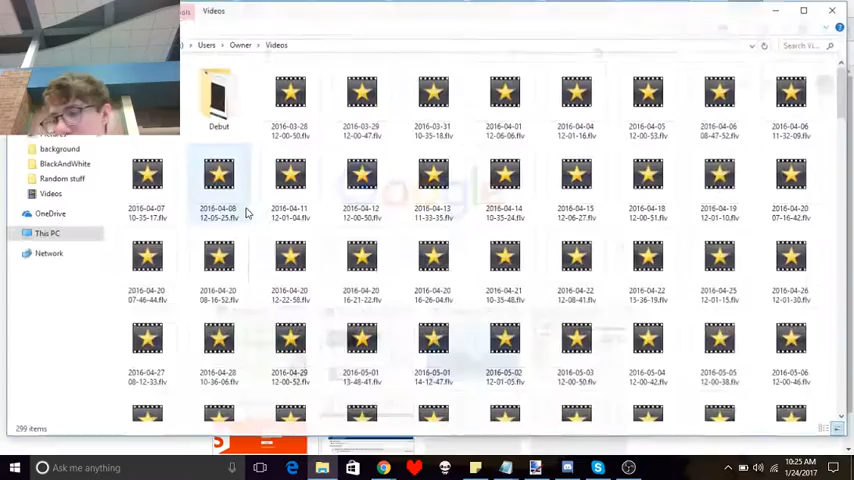 Videos
Users > Owner > Videos
Search Vi...
Debut
2016-03-28 12-00-50.flv
2016-03-29 12-00-47.flv
2016-03-31 10-35-18.flv
2016-04-01 12-06-06.flv
2016-04-04 12-01-16.flv
2016-04-05 12-00-53.flv
2016-04-06 08-47-52.flv
2016-04-06 11-32-09.flv
background
BlackAndWhite
Random stuff
Videos
OneDrive
This PC
Network
2016-04-07 10-35-17.flv
2016-04-08 12-05-25.flv
2016-04-11 12-01-04.flv
2016-04-12 12-00-50.flv
2016-04-13 11-33-35.flv
2016-04-14 10-35-24.flv
2016-04-15 12-06-27.flv
2016-04-18 12-00-51.flv
2016-04-19 12-01-10.flv
2016-04-20 07-16-42.flv
2016-04-20 07-46-44.flv
2016-04-20 08-16-52.flv
2016-04-20 12-22-58.flv
2016-04-20 16-21-22.flv
2016-04-20 16-26-04.flv
2016-04-21 10-35-48.flv
2016-04-22 12-08-41.flv
2016-04-22 15-36-19.flv
2016-04-25 12-01-15.flv
2016-04-26 12-01-30.flv
2016-04-27 08-12-33.flv
2016-04-28 10-36-06.flv
2016-04-29 12-00-52.flv
2016-05-01 13-48-41.flv
2016-05-01 14-12-47.flv
2016-05-02 12-01-05.flv
2016-05-03 12-00-50.flv
2016-05-04 12-00-42.flv
2016-05-05 12-00-38.flv
2016-05-06 12-00-46.flv
299 items
Ask me anything
10:25 AM
1/24/2017